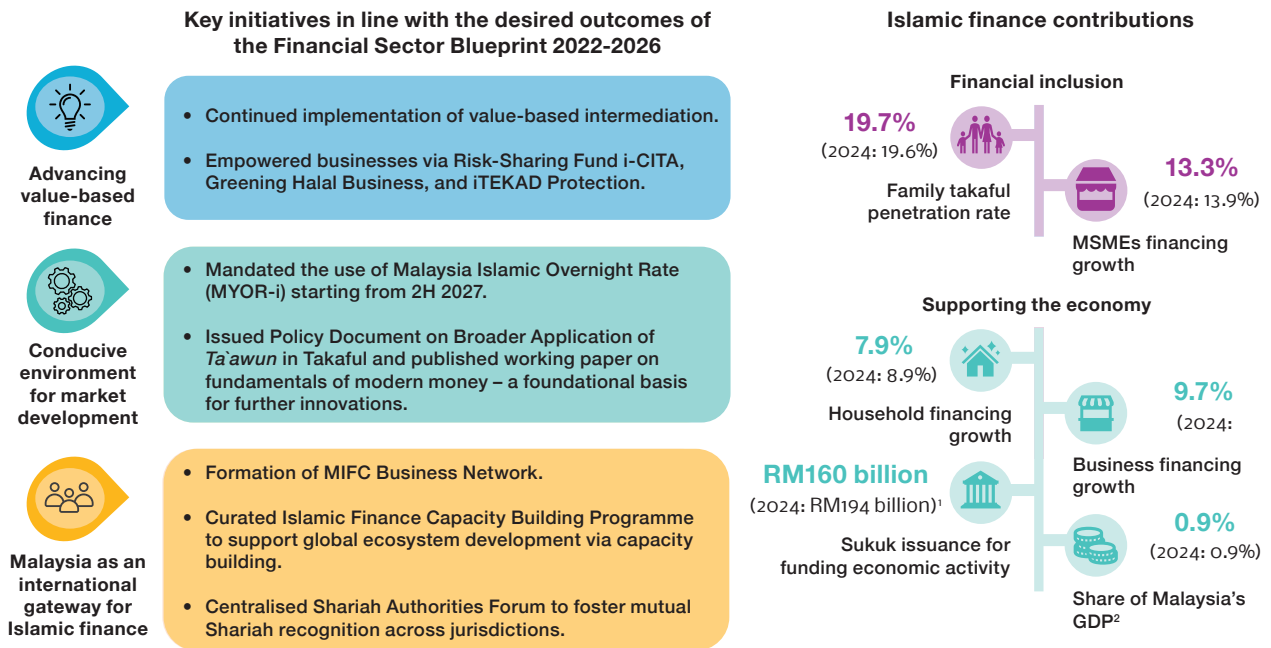 Key initiatives in line with the desired outcomes of
the Financial Sector Blueprint 2022-2026
Advancing
value-based
finance
• Continued implementation of value-based intermediation.
• Empowered businesses via Risk-Sharing Fund i-CITA,
Greening Halal Business, and iTEKAD Protection.
Conducive
environment
for market
development
• Mandated the use of Malaysia Islamic Overnight Rate
(MYOR-i) starting from 2H 2027.
• Issued Policy Document on Broader Application of
Ta`awun in Takaful and published working paper on
fundamentals of modern money – a foundational basis
for further innovations.
Malaysia as an
international
gateway for
Islamic finance
• Formation of MIFC Business Network.
• Curated Islamic Finance Capacity Building Programme
to support global ecosystem development via capacity
building.
• Centralised Shariah Authorities Forum to foster mutual
Shariah recognition across jurisdictions.
Islamic finance contributions
Financial inclusion
19.7%
(2024: 19.6%)
Family takaful
penetration rate
13.3%
(2024: 13.9%)
MSMEs financing
growth
Supporting the economy
7.9%
(2024: 8.9%)
Household financing
growth
9.7%
(2024:
Business financing
growth
RM160 billion
(2024: RM194 billion)¹
Sukuk issuance for
funding economic activity
0.9%
(2024: 0.9%)
Share of Malaysia's
GDP²